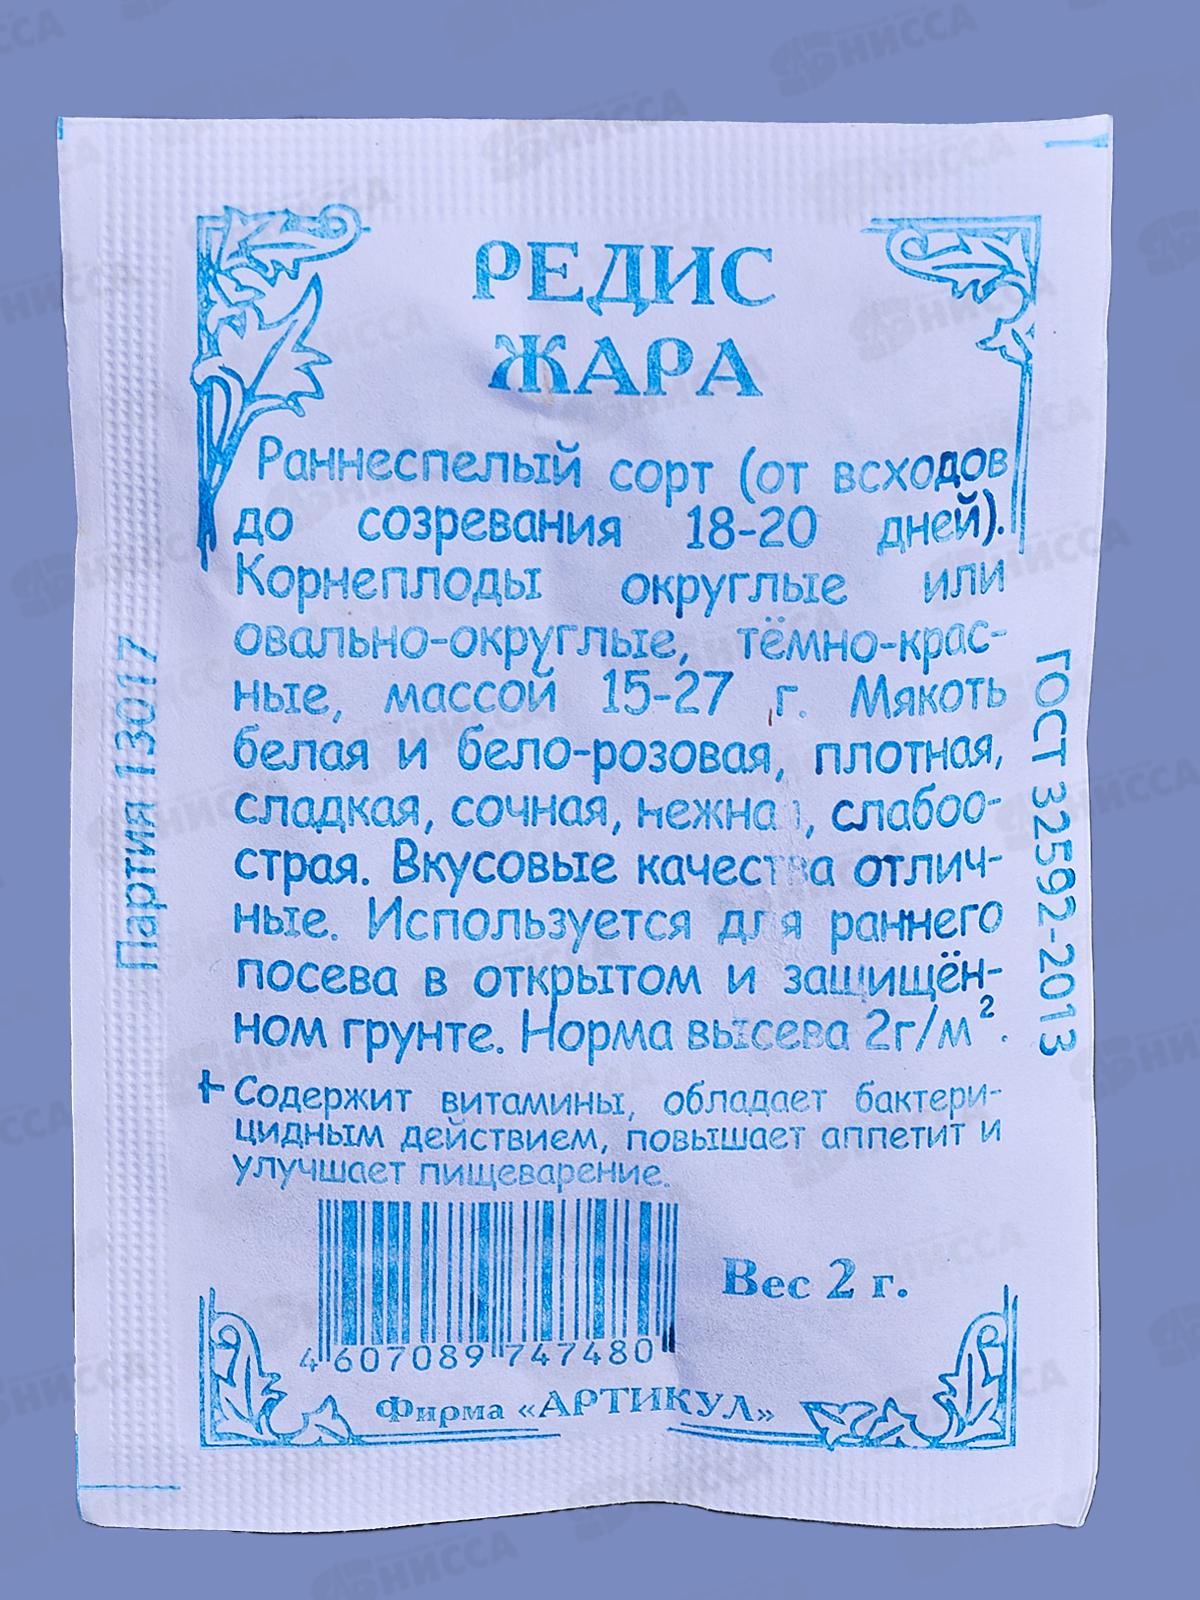 РЕДИС
ЖАРА
Раннеспелый сорт (от всходов
до созревания 18-20 дней).
Корнеплоды округлые или
овально-округлые, тёмно-крас-
ные, массой 15-27 г. Мякоть
белая и бело-розовая, плотная,
сладкая, сочная, нежная, слабоо-
страя. Вкусовые качества отлич-
ные. Используется для раннего
посева в открытом и защищён-
ном грунте. Норма высева 2г/м².
+ Содержит витамины, обладает бактери-
цидным действием, повышает аппетит и
улучшает пищеварение.
Вес 2 г.
4 607089 747480
Фирма «АРТИКУЛ»
Партия 13017
ГОСТ 32592-2013
АБНИССА